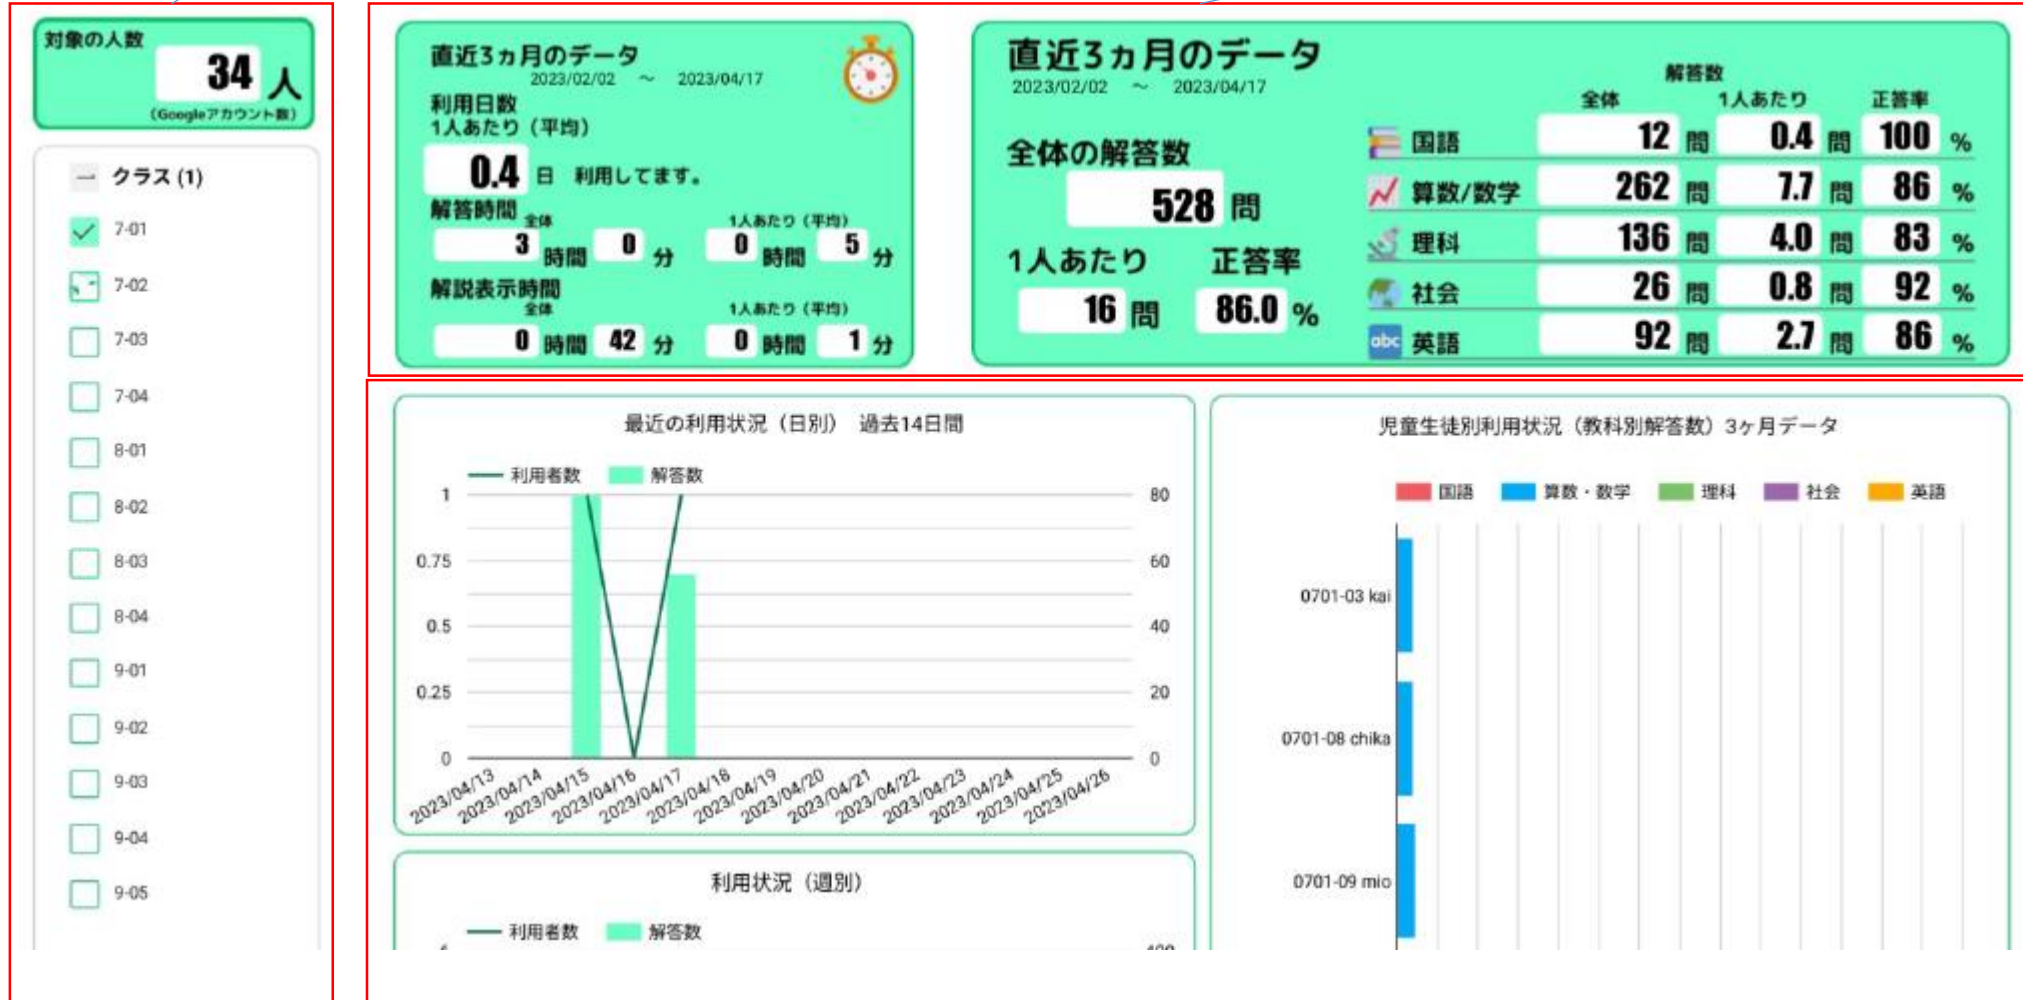 対象の人数
34 人
(Googleアカウント数)
クラス (1)
7-01
7-02
7-03
7-04
8-01
8-02
8-03
8-04
9-01
9-02
9-03
9-04
9-05
直近3ヵ月のデータ
2023/02/02 ～ 2023/04/17
利用日数
1人あたり（平均）
0.4 日 利用してます。
解答時間
全体 1人あたり（平均）
3 時間 0 分 0 時間 5 分
解説表示時間
全体 1人あたり（平均）
0 時間 42 分 0 時間 1 分
直近3ヵ月のデータ
2023/02/02 ～ 2023/04/17
全体の解答数
528 問
1人あたり 正答率
16 問 86.0 %
解答数
全体 1人あたり 正答率
国語 12 問 0.4 問 100 %
算数/数学 262 問 7.7 問 86 %
理科 136 問 4.0 問 83 %
社会 26 問 0.8 問 92 %
abc 英語 92 問 2.7 問 86 %
最近の利用状況（日別） 過去14日間
利用者数 解答数
1 80
0.75 60
0.5 40
0.25 20
0 0
2023/04/13 2023/04/14 2023/04/15 2023/04/16 2023/04/17 2023/04/18 2023/04/19 2023/04/20 2023/04/21 2023/04/22 2023/04/23 2023/04/24 2023/04/25 2023/04/26
利用状況（週別）
利用者数 解答数
児童生徒別利用状況（教科別解答数）3ヶ月データ
国語 算数・数学 理科 社会 英語
0701-03 kai
0701-08 chika
0701-09 mio